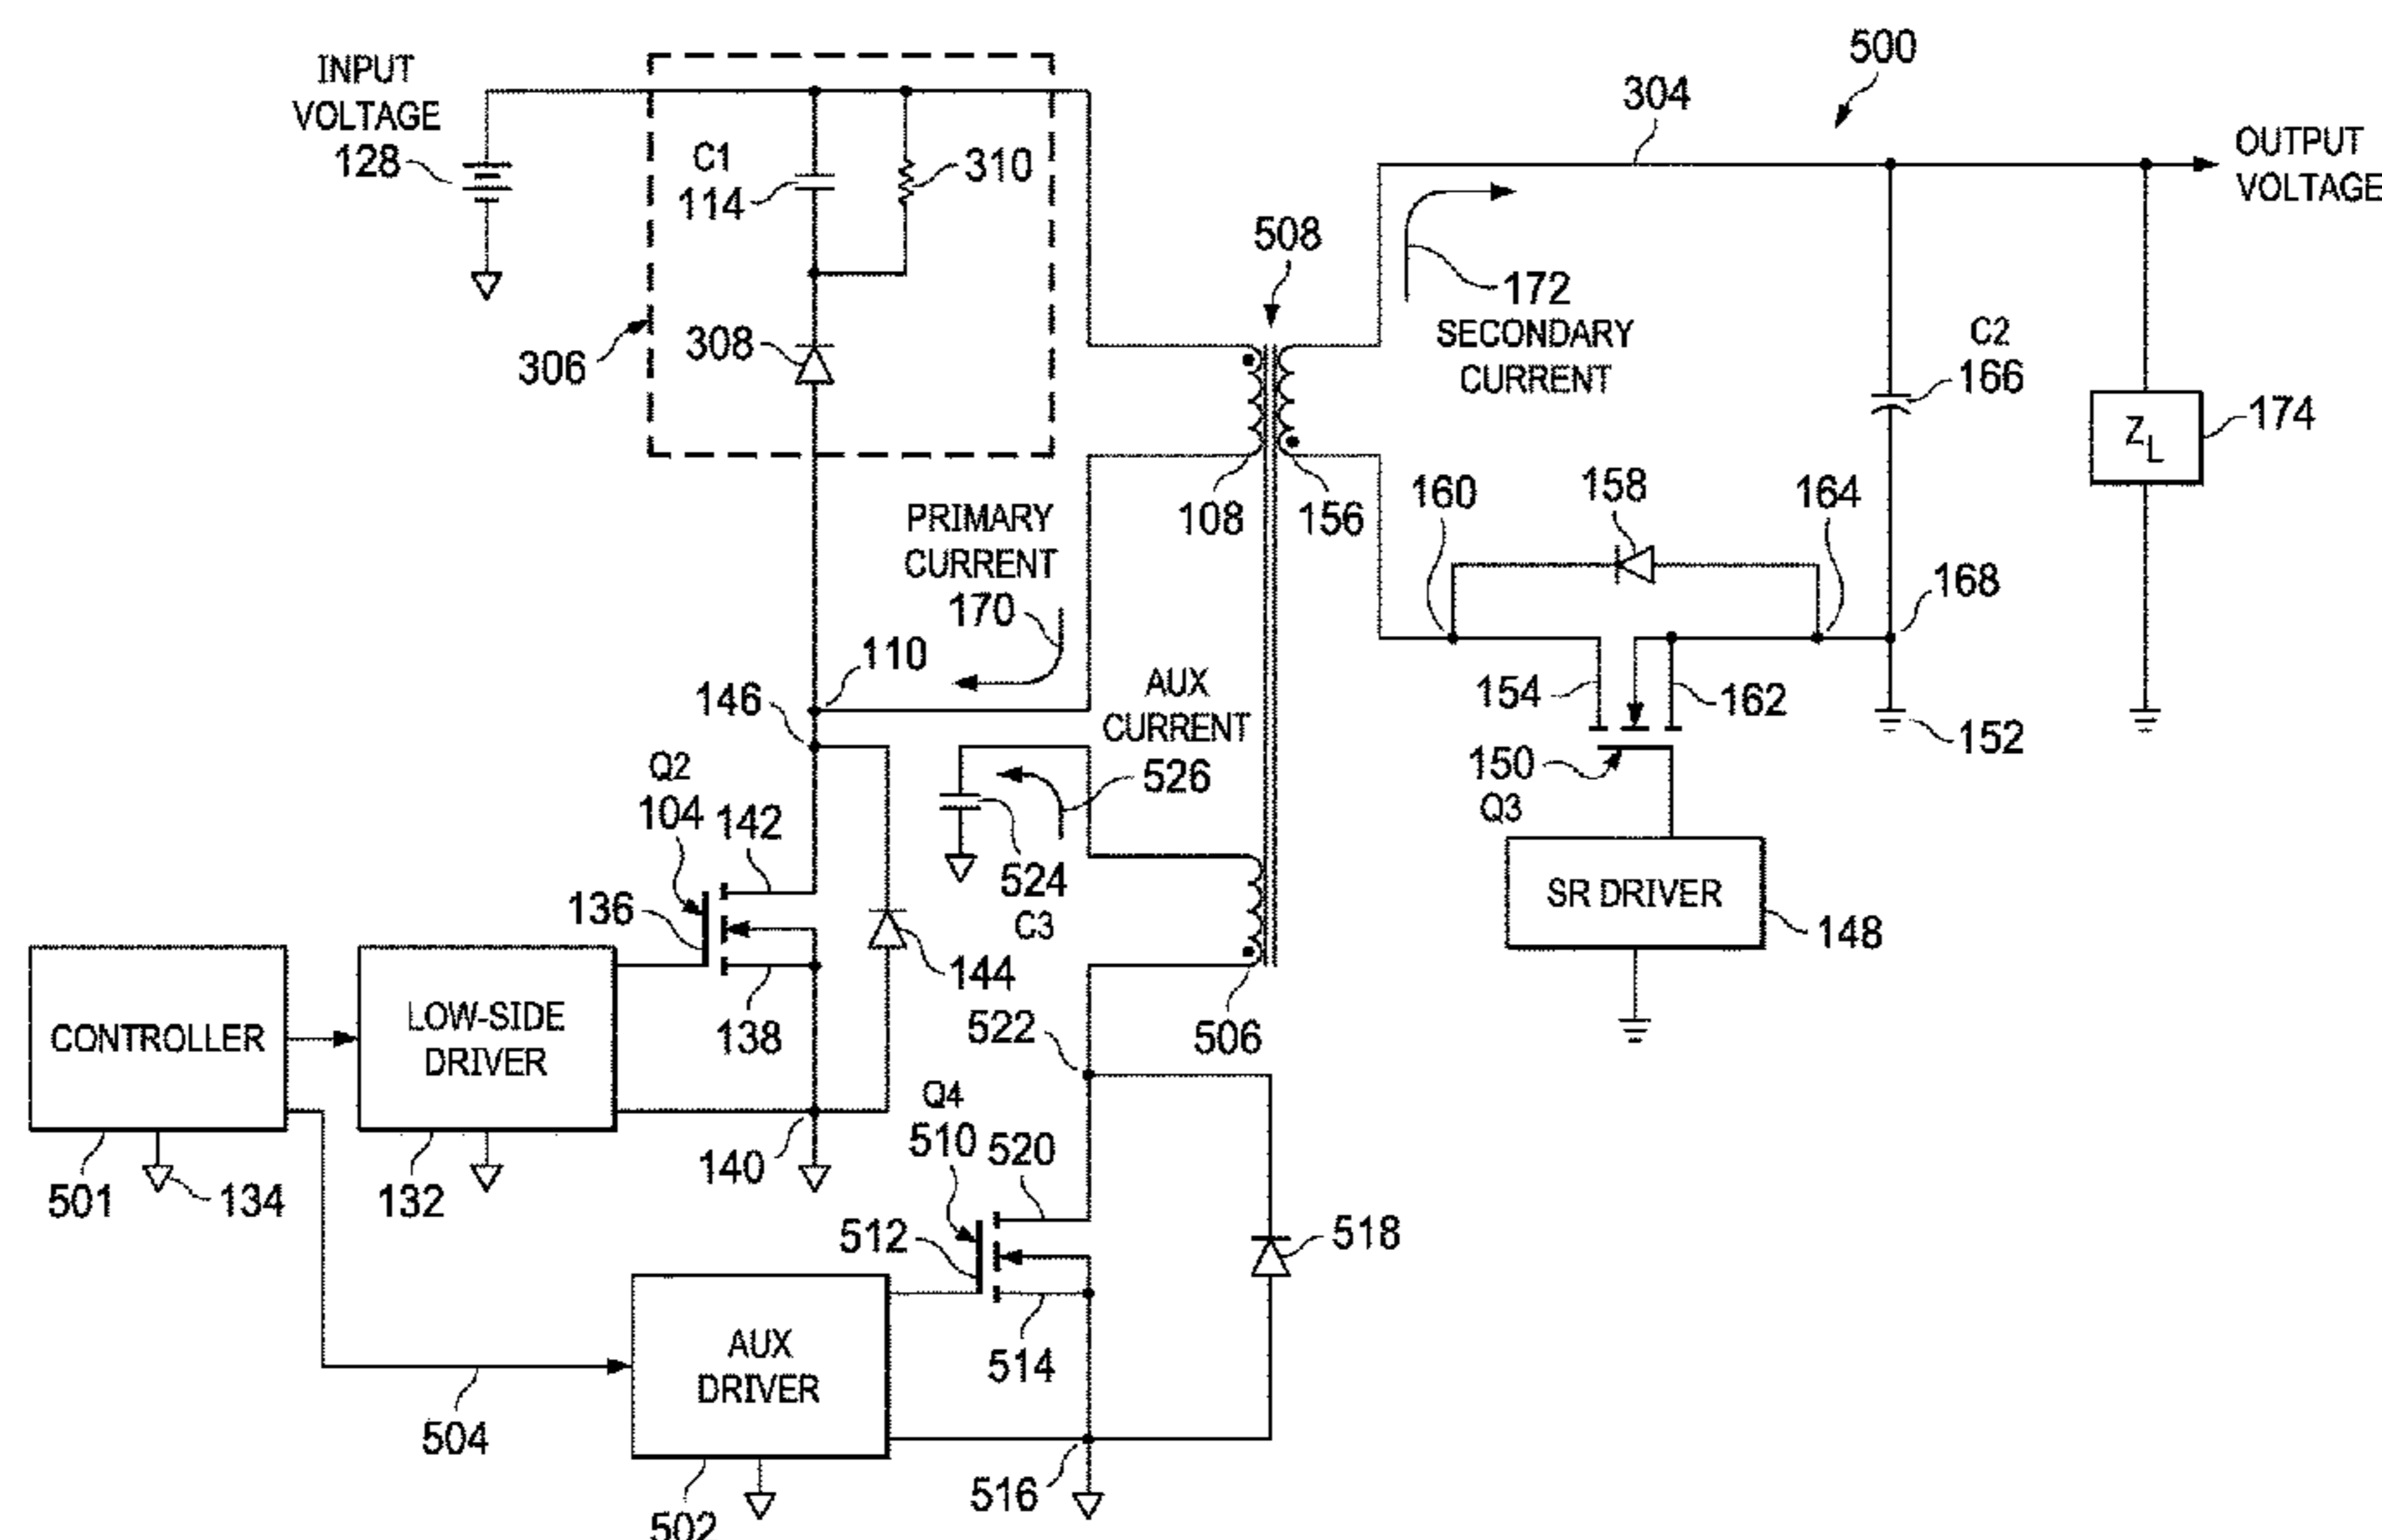 500
INPUT
VOLTAGE
128
304
OUTPUT
VOLTAGE
C1
114
310
508
172
SECONDARY
CURRENT
306
308
C2
166
Z_L
174
108
156
160
158
164
168
PRIMARY
CURRENT
170
110
146
AUX
CURRENT
526
154
162
152
150
Q3
Q2
104
142
136
524
C3
SR DRIVER
148
144
CONTROLLER
LOW-SIDE
DRIVER
138
522
506
140
Q4
510
520
501
134
132
512
518
AUX
DRIVER
514
504
516
502